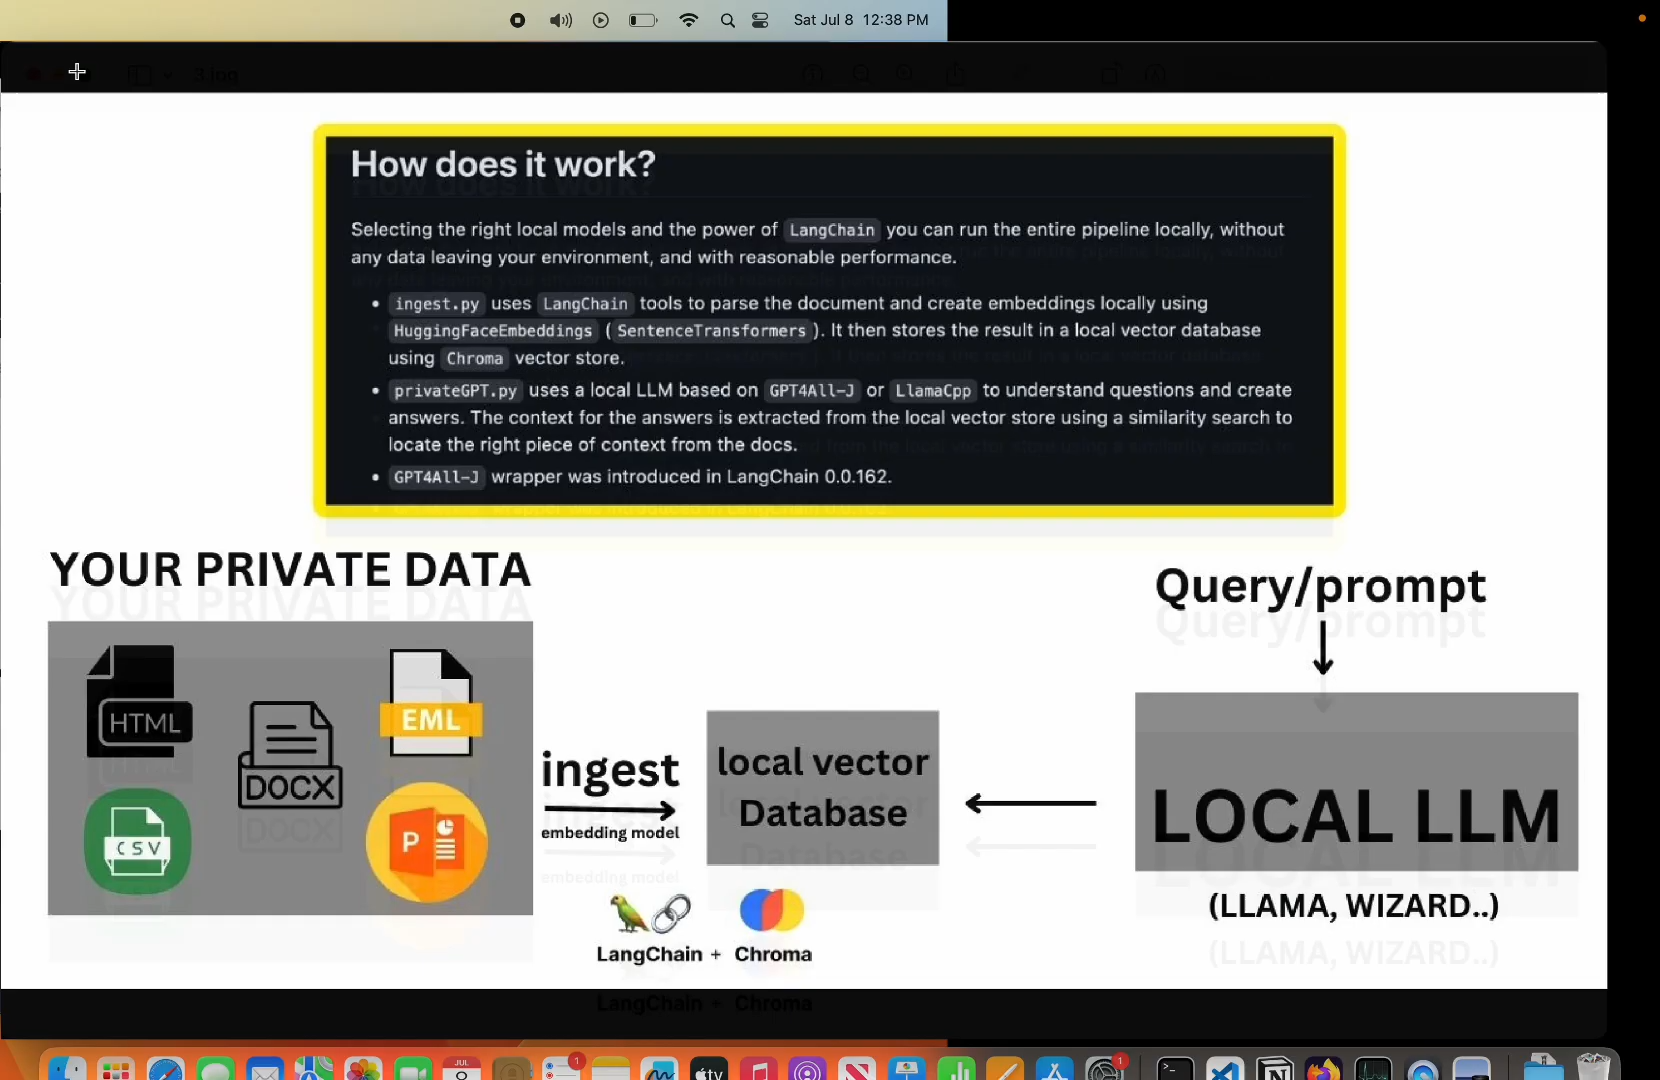 Sat Jul 8 12:38 PM
3.jpg
How does it work?
Selecting the right local models and the power of LangChain you can run the entire pipeline locally, without
any data leaving your environment, and with reasonable performance.
• ingest.py uses LangChain tools to parse the document and create embeddings locally using
HuggingFaceEmbeddings ( SentenceTransformers ). It then stores the result in a local vector database
using Chroma vector store.
• privateGPT.py uses a local LLM based on GPT4All-J or LlamaCpp to understand questions and create
answers. The context for the answers is extracted from the local vector store using a similarity search to
locate the right piece of context from the docs.
• GPT4All-J wrapper was introduced in LangChain 0.0.162.
YOUR PRIVATE DATA
HTML
DOCX
EML
CSV
P
ingest
embedding model
local vector
Database
LangChain + Chroma
Query/prompt
LOCAL LLM
(LLAMA, WIZARD..)
JUL
8
1
tv
1